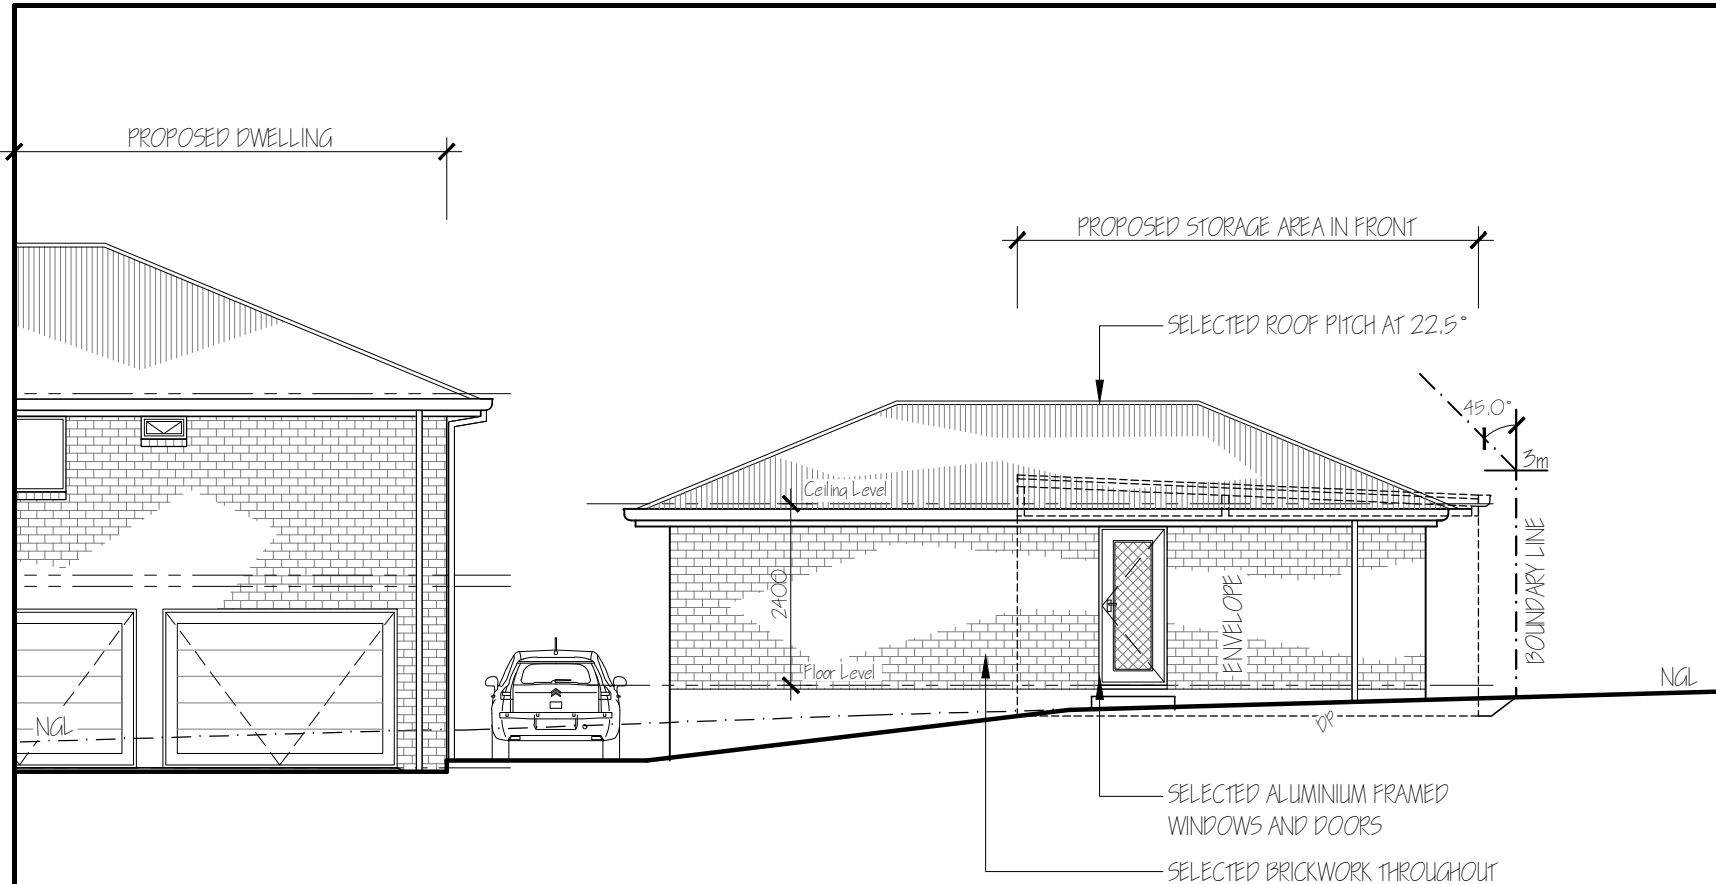 PROPOSED DWELLING
PROPOSED STORAGE AREA IN FRONT
SELECTED ROOF PITCH AT 22.5°
45.0°
3m
Ceiling Level
2400
ENVELOPE
BOUNDARY LINE
Floor Level
NGL
NGL
DP
SELECTED ALUMINIUM FRAMED
WINDOWS AND DOORS
SELECTED BRICKWORK THROUGHOUT